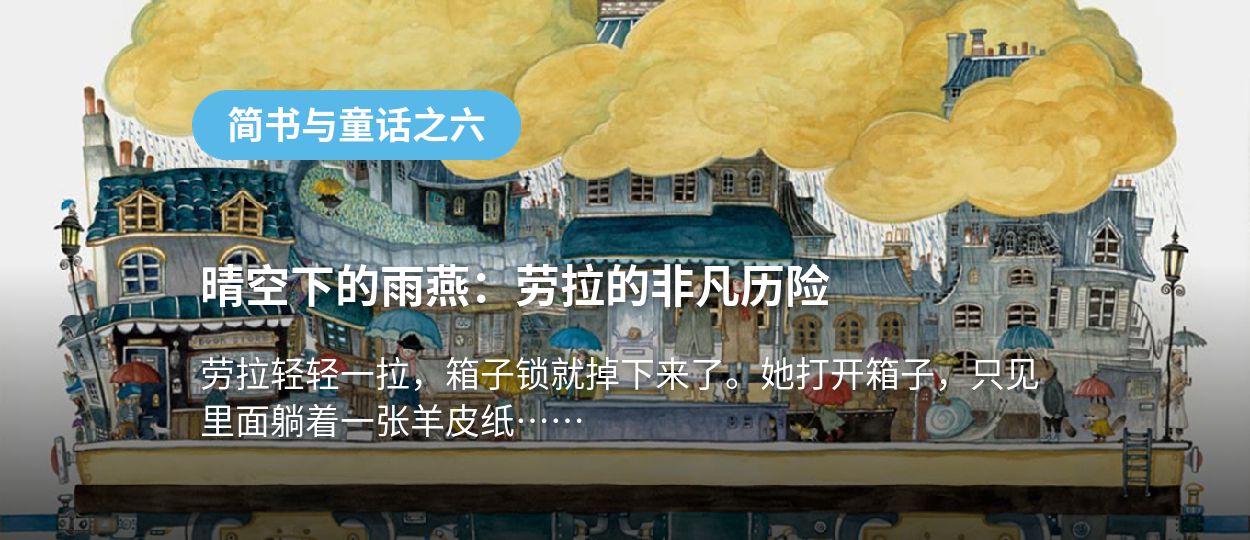 简书与童话之六
晴空下的雨燕：劳拉的非凡历险
劳拉轻轻一拉，箱子锁就掉下来了。她打开箱子，只见
里面躺着一张羊皮纸……